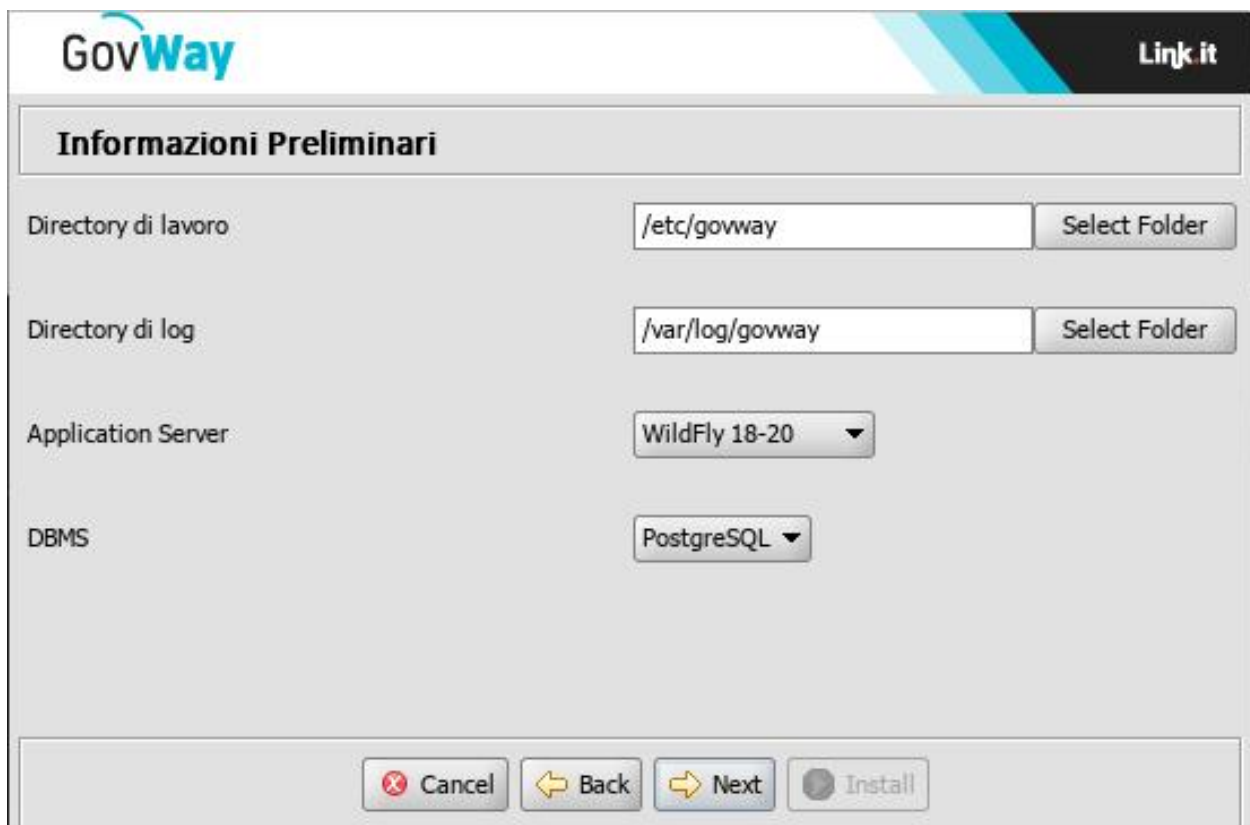 GovWay
Link.it
Informazioni Preliminari
Directory di lavoro /etc/govway Select Folder
Directory di log /var/log/govway Select Folder
Application Server WildFly 18-20
DBMS PostgreSQL
Cancel Back Next Install